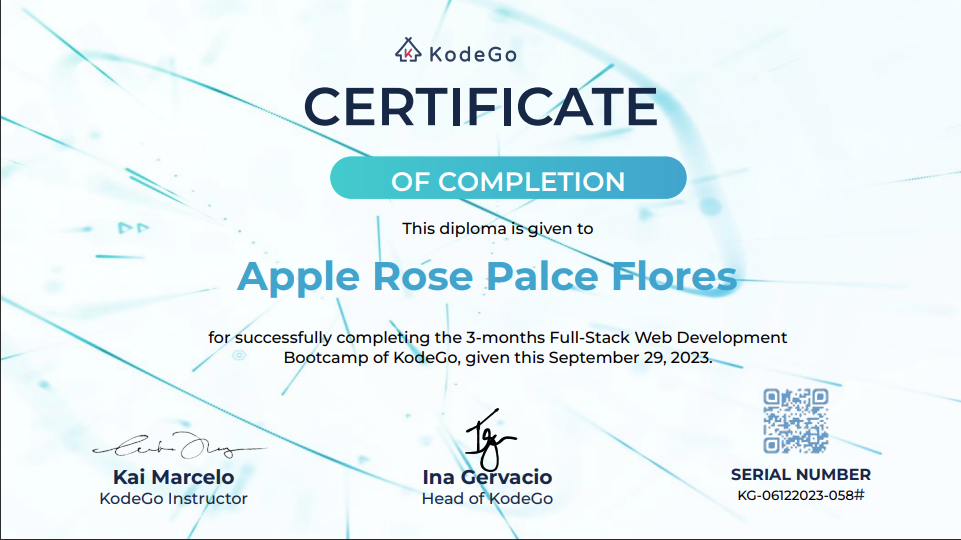 KodeGo
CERTIFICATE
OF COMPLETION
This diploma is given to
Apple Rose Palce Flores
for successfully completing the 3-months Full-Stack Web Development
Bootcamp of KodeGo, given this September 29, 2023.
Kai Marcelo
KodeGo Instructor
Ina Gervacio
Head of KodeGo
SERIAL NUMBER
KG-06122023-058#